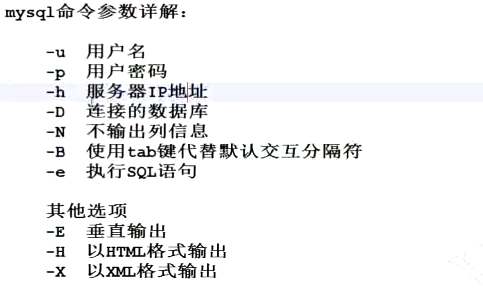 mysql命令参数详解：
-u 用户名
-p 用户密码
-h 服务器IP地址
-D 连接的数据库
-N 不输出列信息
-B 使用tab键代替默认交互分隔符
-e 执行SQL语句
其他选项
-E 垂直输出
-H 以HTML格式输出
-X 以XML格式输出